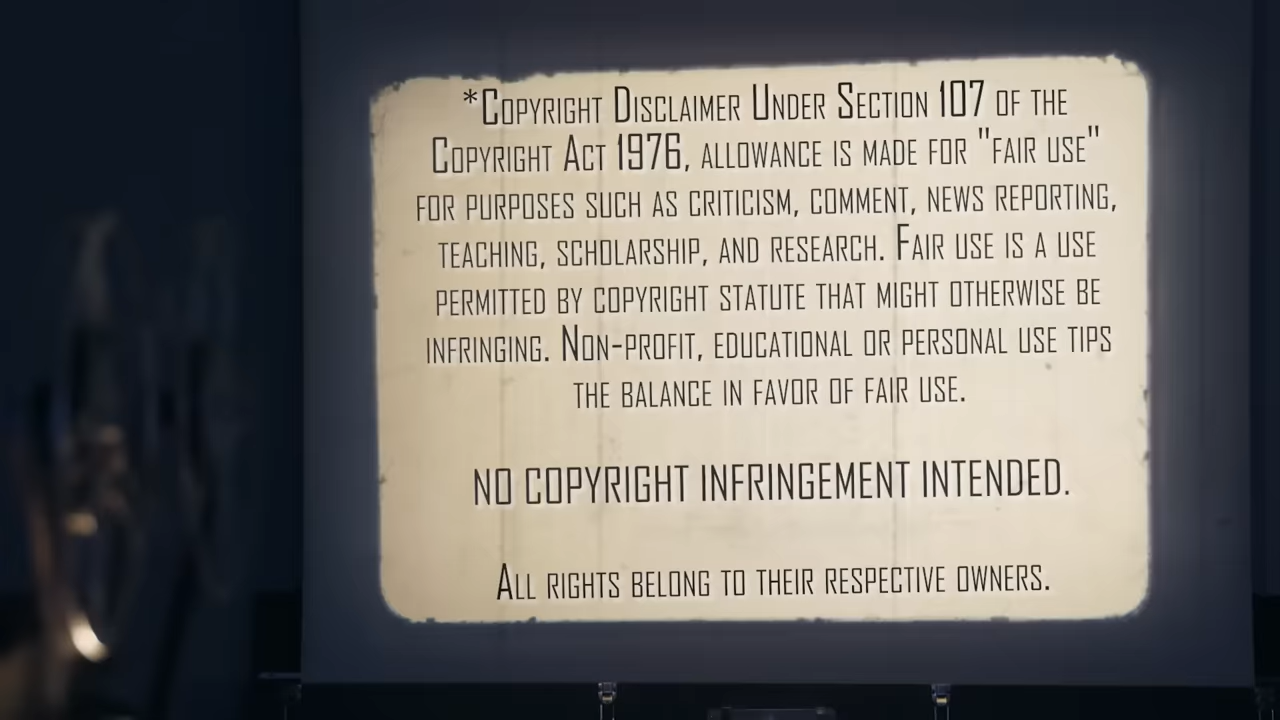 *Copyright Disclaimer Under Section 107 of the
Copyright Act 1976, allowance is made for "fair use"
for purposes such as criticism, comment, news reporting,
teaching, scholarship, and research. Fair use is a use
permitted by copyright statute that might otherwise be
infringing. Non-profit, educational or personal use tips
the balance in favor of fair use.
NO COPYRIGHT INFRINGEMENT INTENDED.
All rights belong to their respective owners.